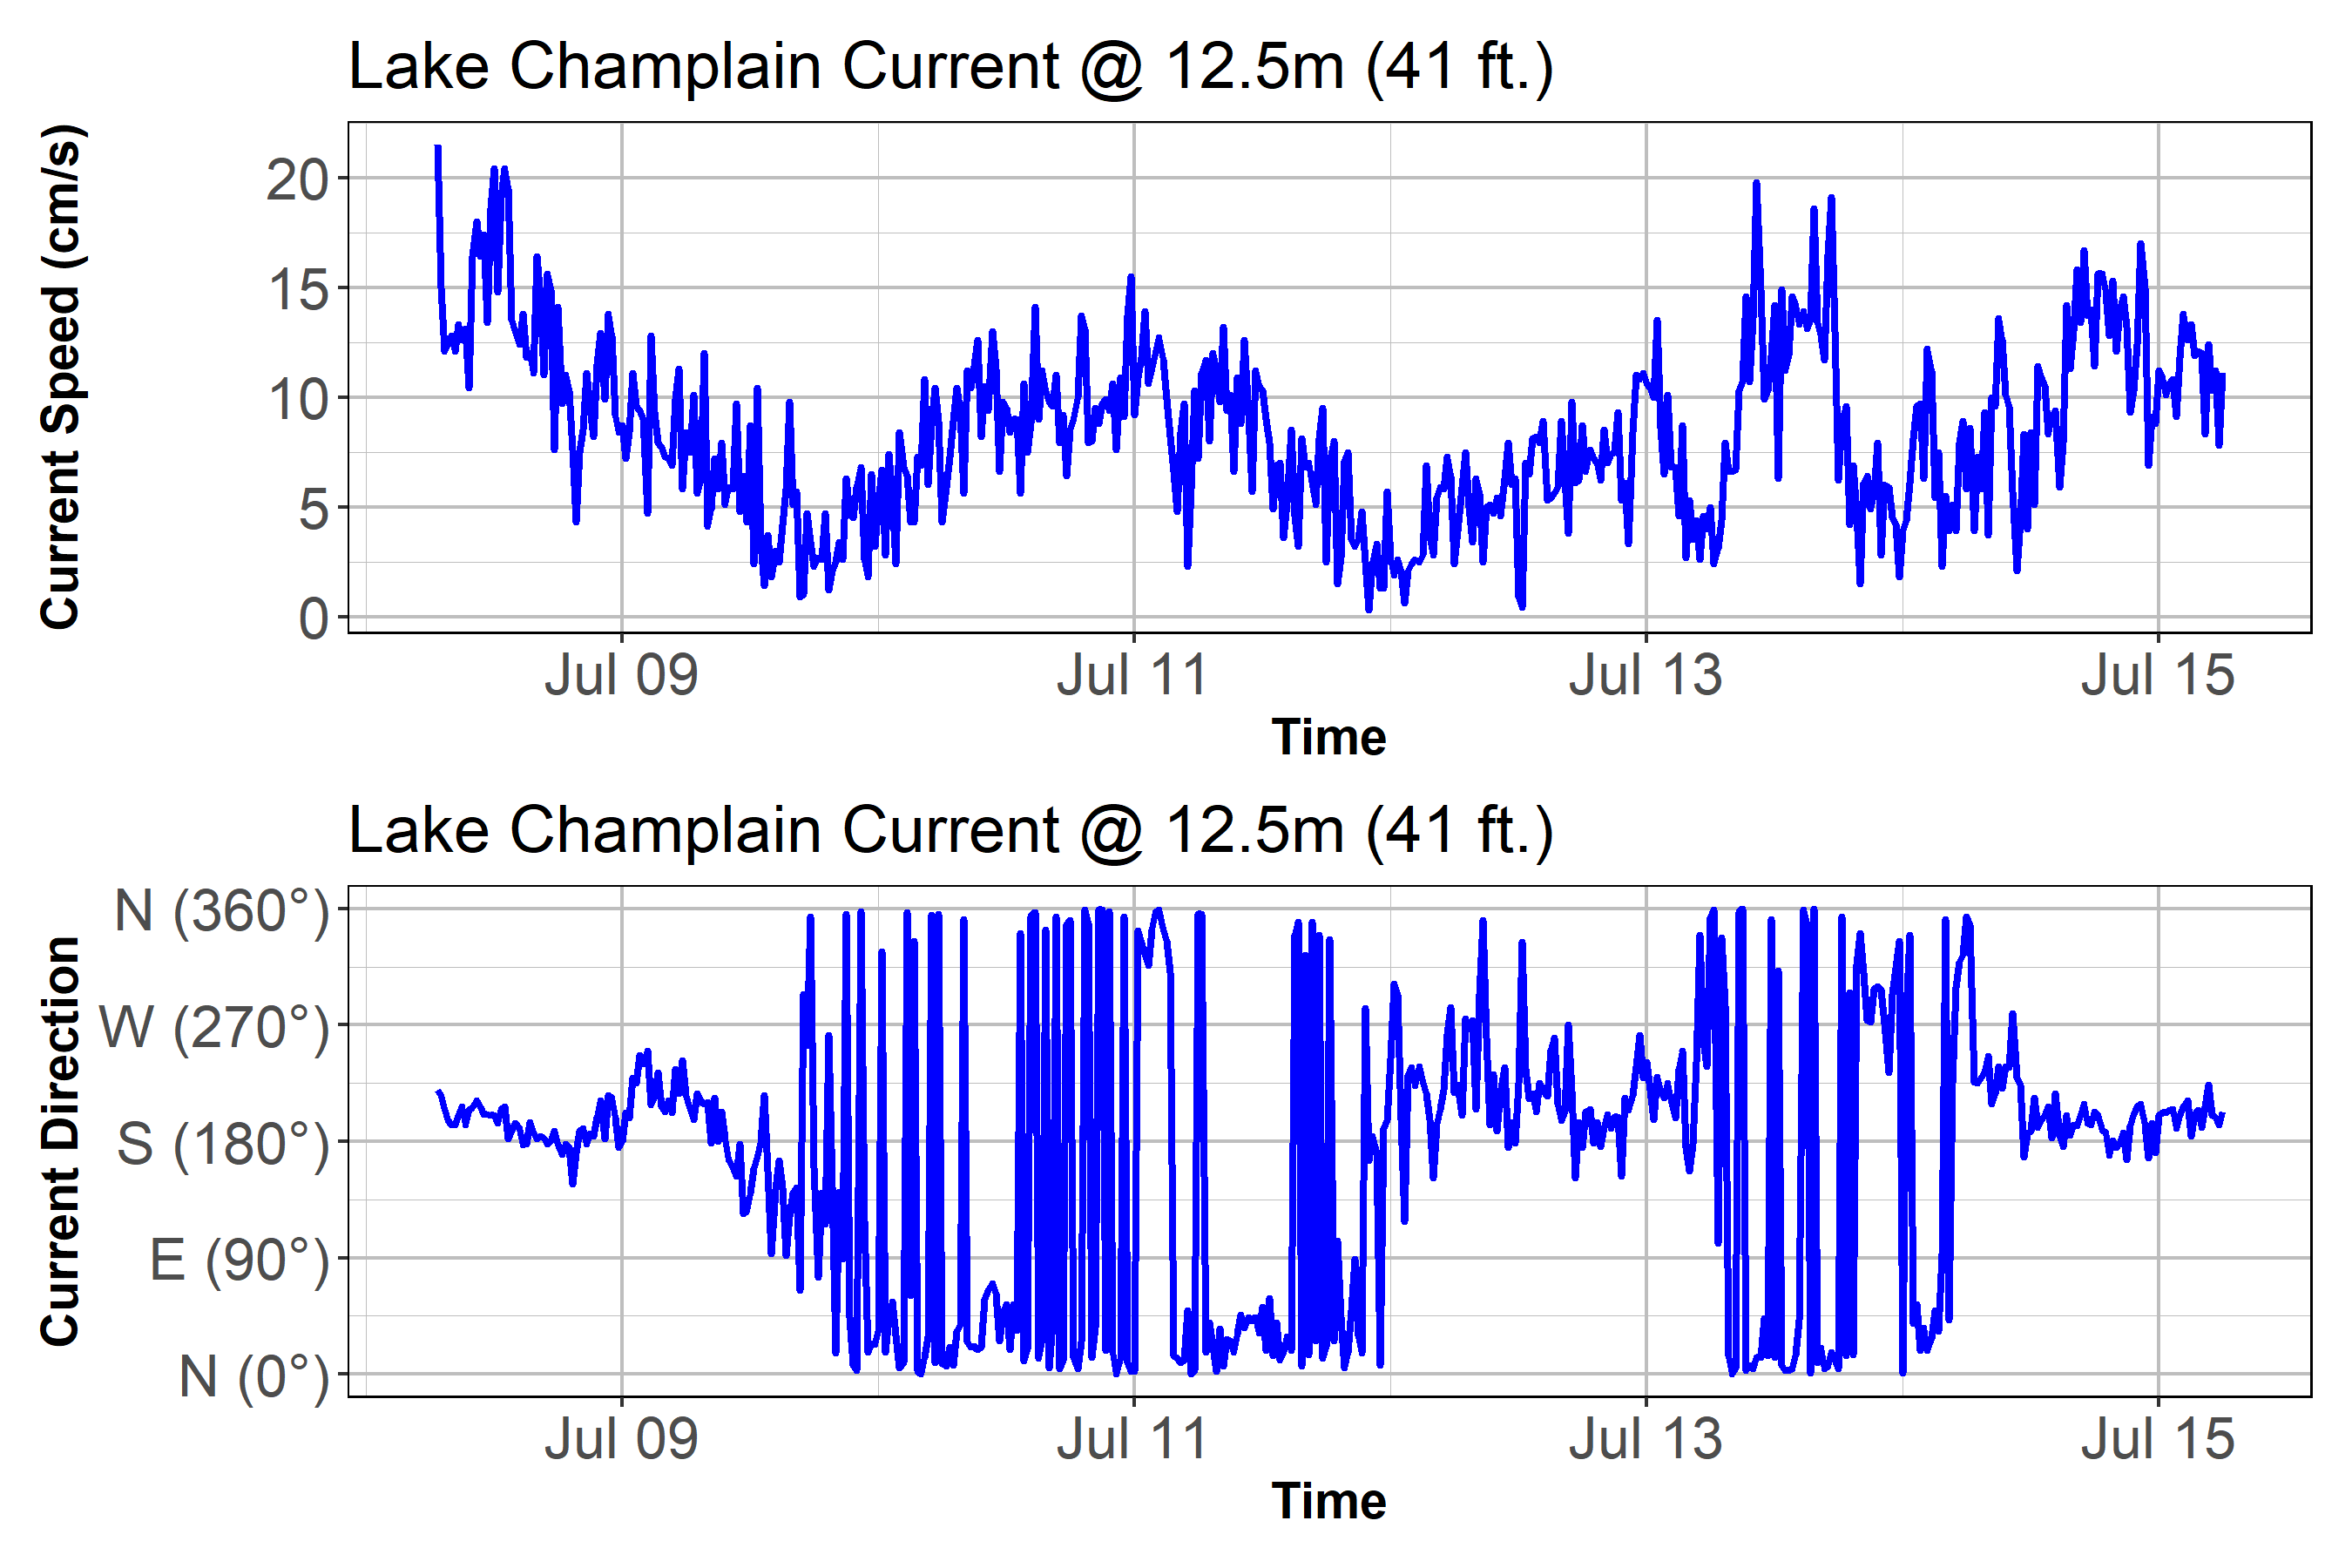 Lake Champlain Current @ 12.5m (41 ft.)
Current Speed (cm/s)
20
15
10
5
0
Jul 09 Jul 11 Jul 13 Jul 15
Time
Lake Champlain Current @ 12.5m (41 ft.)
Current Direction
N (360°)
W (270°)
S (180°)
E (90°)
N (0°)
Jul 09 Jul 11 Jul 13 Jul 15
Time